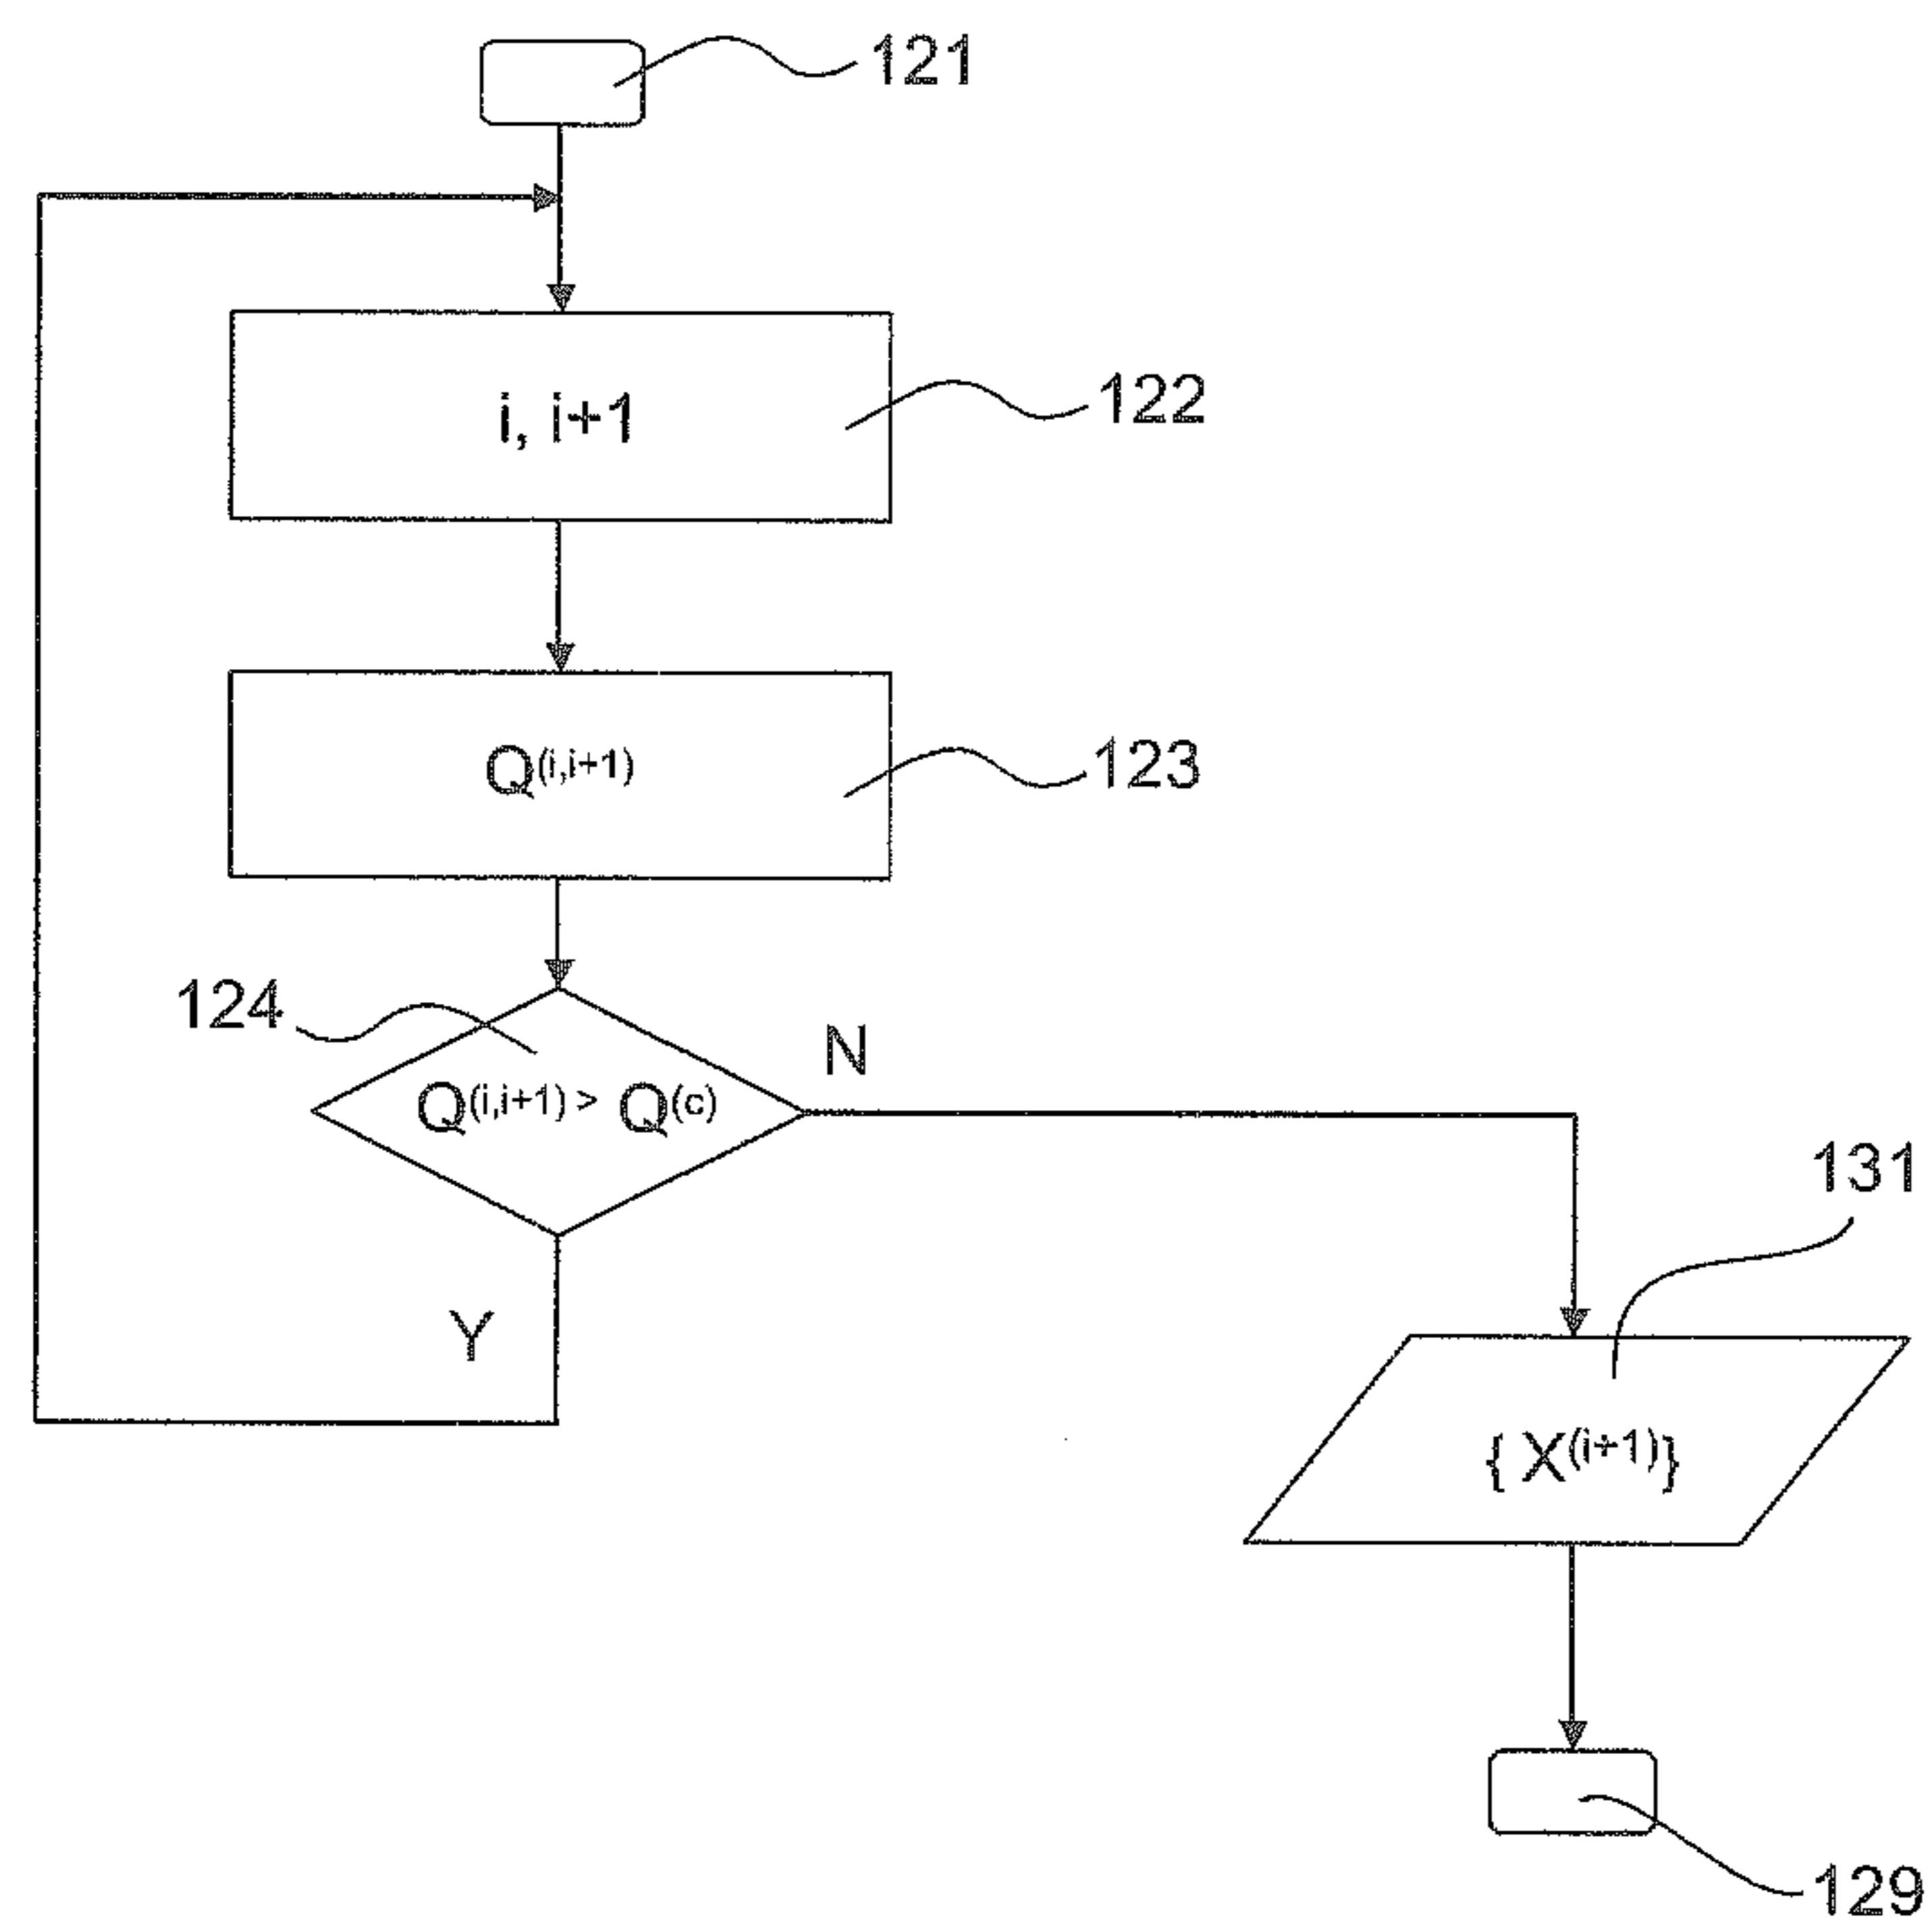 121
i, i+1
122
Q(i,i+1)
123
124
N
Q(i,i+1) > Q(c)
131
Y
{ X(i+1)}
129